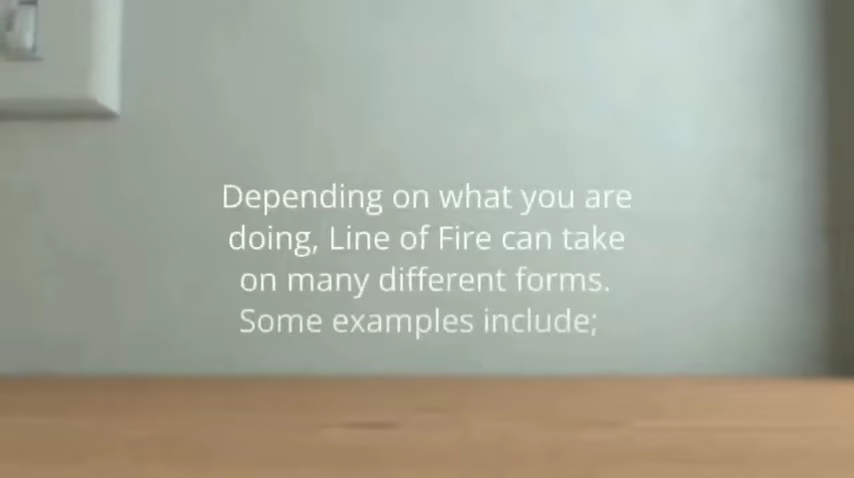 Depending on what you are
doing, Line of Fire can take
on many different forms.
Some examples include;